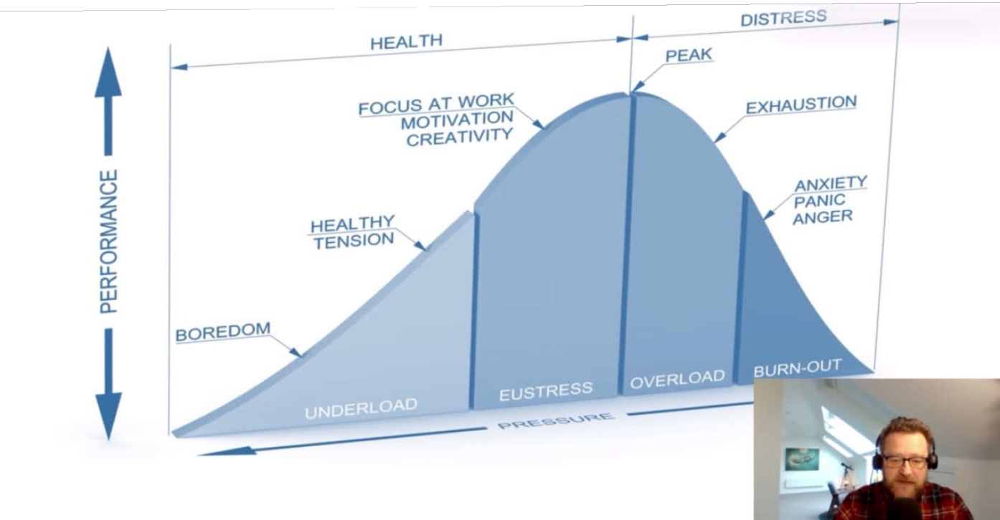 HEALTH
DISTRESS
PEAK
FOCUS AT WORK
MOTIVATION
CREATIVITY
EXHAUSTION
ANXIETY
PANIC
ANGER
HEALTHY
TENSION
BOREDOM
PERFORMANCE
UNDERLOAD
EUSTRESS
OVERLOAD
BURN-OUT
PRESSURE